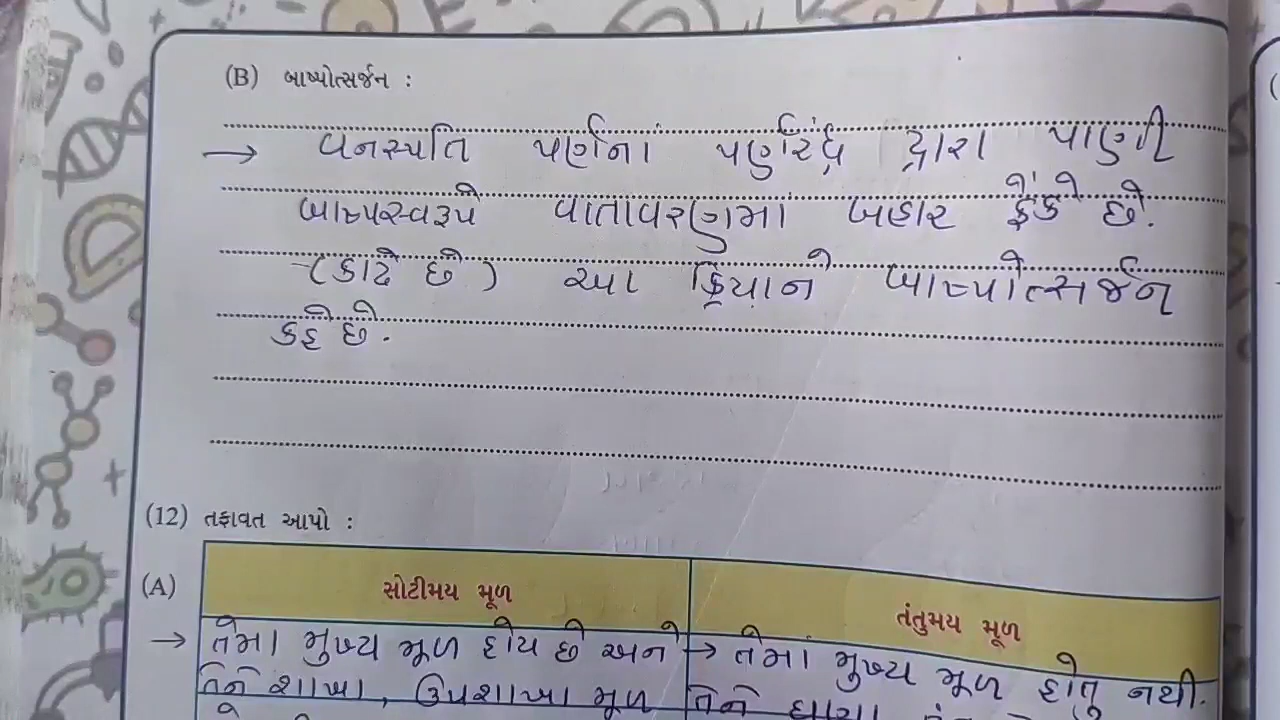 (B) બાષ્પોત્સર્જન :
→ વનસ્પતિ પર્ણનાં પર્ણરંધ્ર દ્વારા પાણી
બાષ્પસ્વરૂપે વાતાવરણમાં બહાર ફેંકે છે.
(કાઢે છે) આ ક્રિયાને બાષ્પોત્સર્જન
કહે છે.
(12) તફાવત આપો :
(A) સોટીમય મૂળ તંતુમય મૂળ
→ તેમાં મુખ્ય મૂળ હોય છે અને → તેમાં મુખ્ય મૂળ હોતુ નથી.
તેને શાખા, ઉપશાખા મૂળ તેને